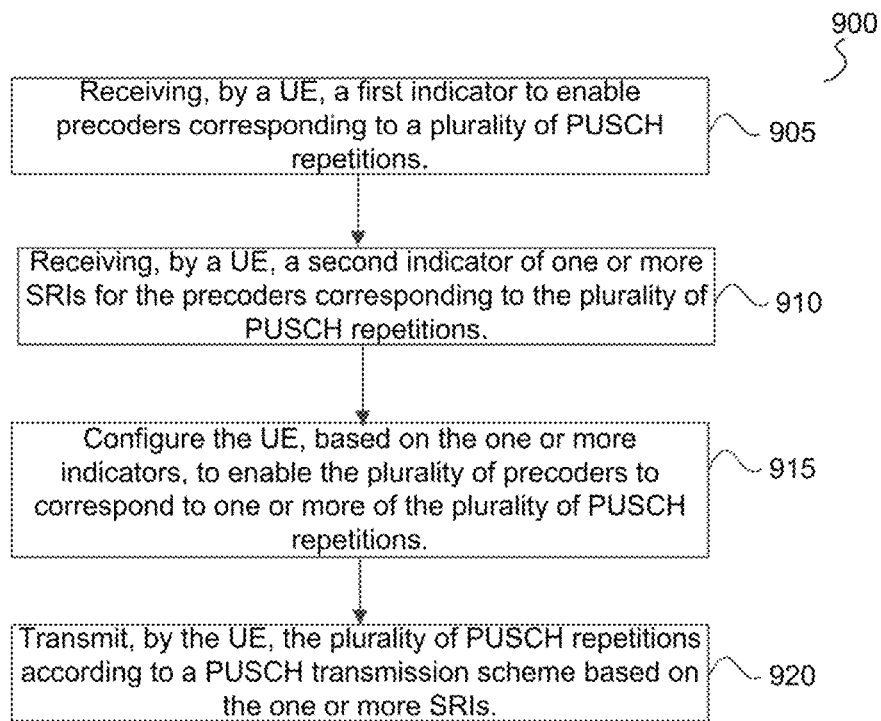 900
Receiving, by a UE, a first indicator to enable
precoders corresponding to a plurality of PUSCH
repetitions.
905
Receiving, by a UE, a second indicator of one or more
SRIs for the precoders corresponding to the plurality of
PUSCH repetitions.
910
Configure the UE, based on the one or more
indicators, to enable the plurality of precoders to
correspond to one or more of the plurality of PUSCH
repetitions.
915
Transmit, by the UE, the plurality of PUSCH repetitions
according to a PUSCH transmission scheme based on
the one or more SRIs.
920